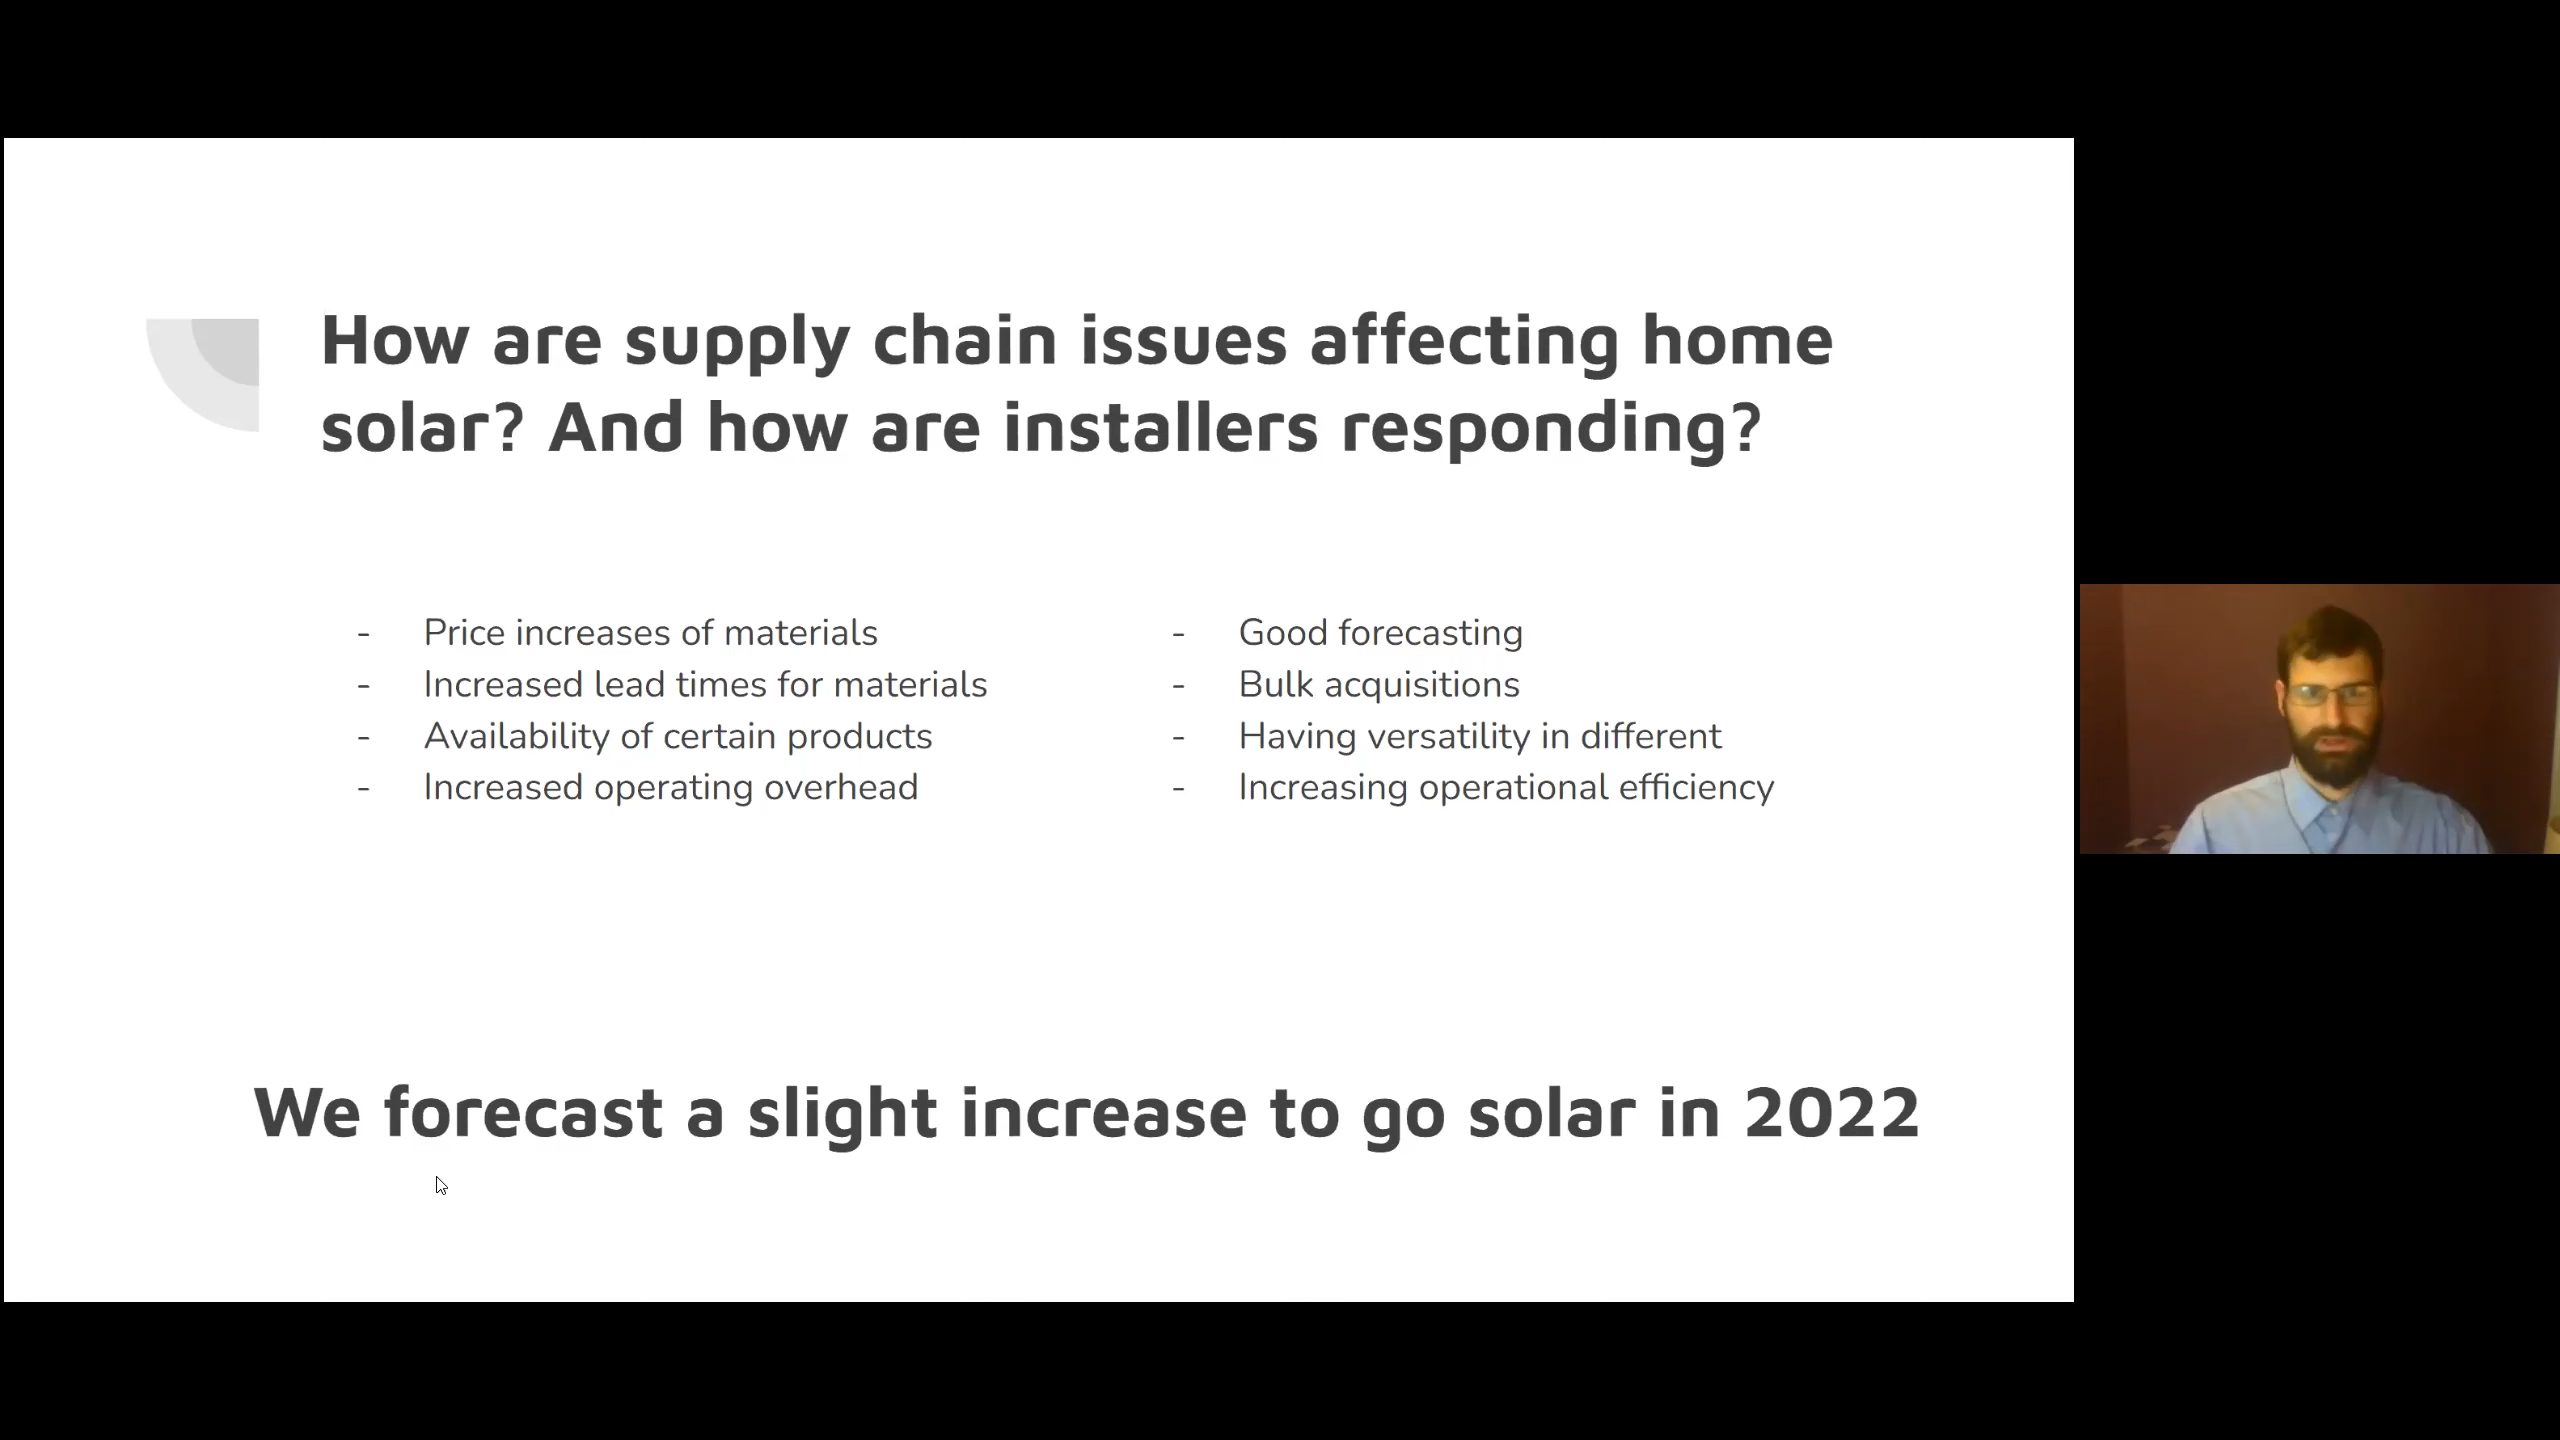 How are supply chain issues affecting home
solar? And how are installers responding?
- Price increases of materials
- Increased lead times for materials
- Availability of certain products
- Increased operating overhead
- Good forecasting
- Bulk acquisitions
- Having versatility in different
- Increasing operational efficiency
We forecast a slight increase to go solar in 2022